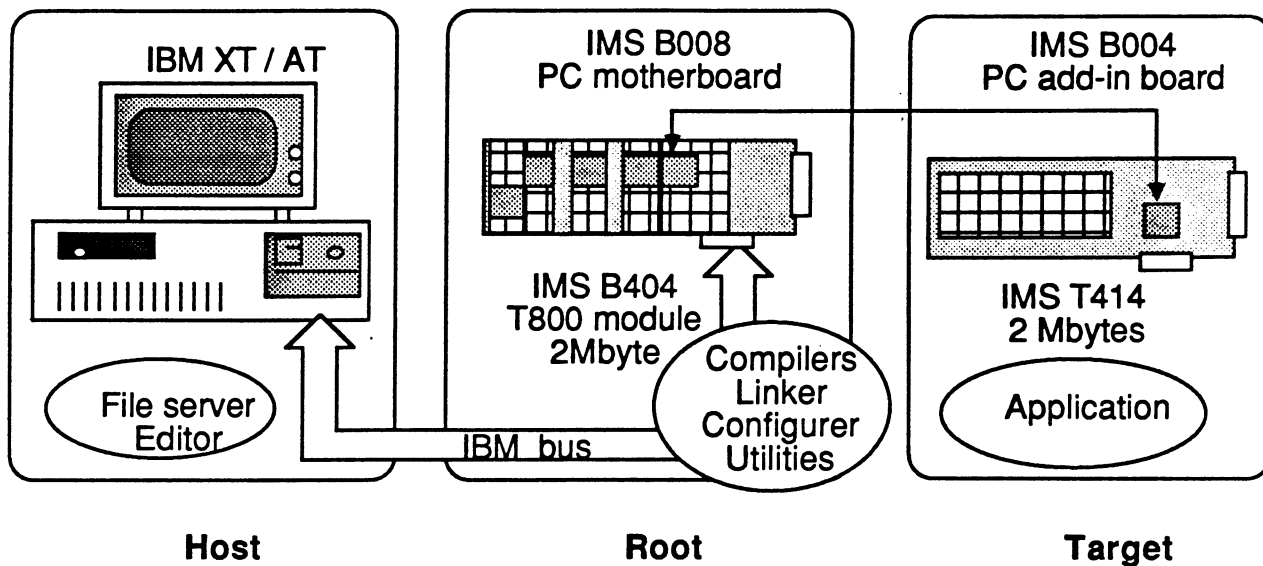 IBM XT / AT
File server
Editor
IBM bus
IMS B008
PC motherboard
IMS B404
T800 module
2Mbyte
Compilers
Linker
Configurer
Utilities
IMS B004
PC add-in board
IMS T414
2 Mbytes
Application
Host
Root
Target